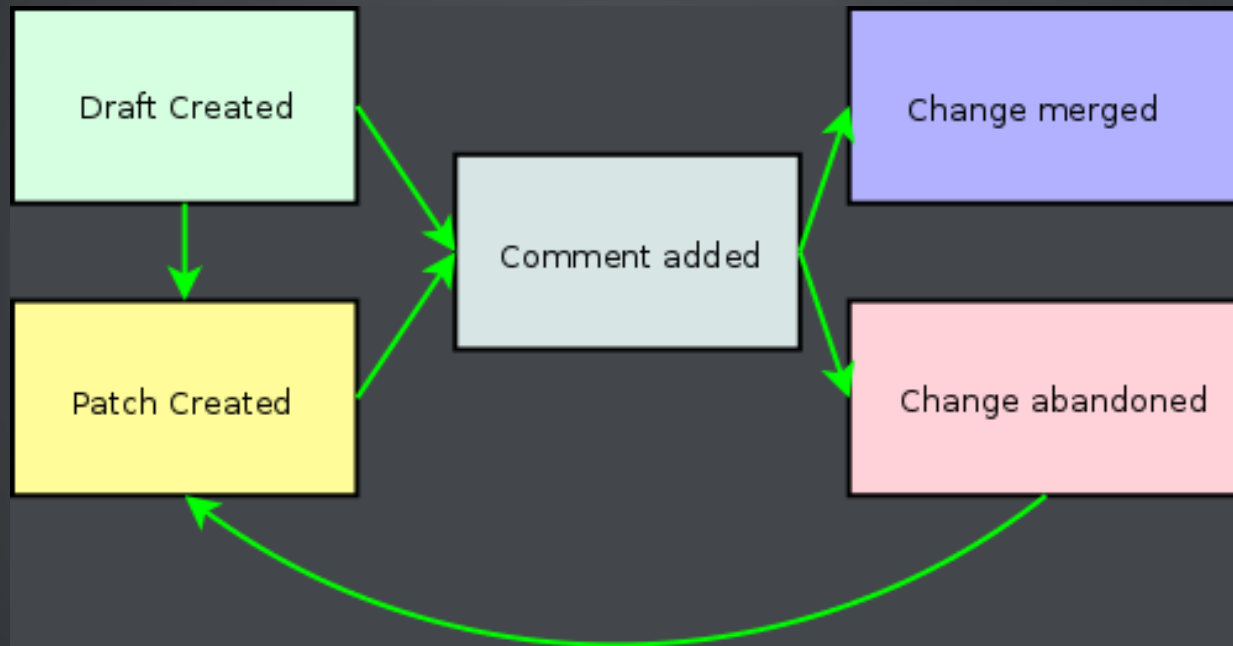 Draft Created
Change merged
Comment added
Patch Created
Change abandoned